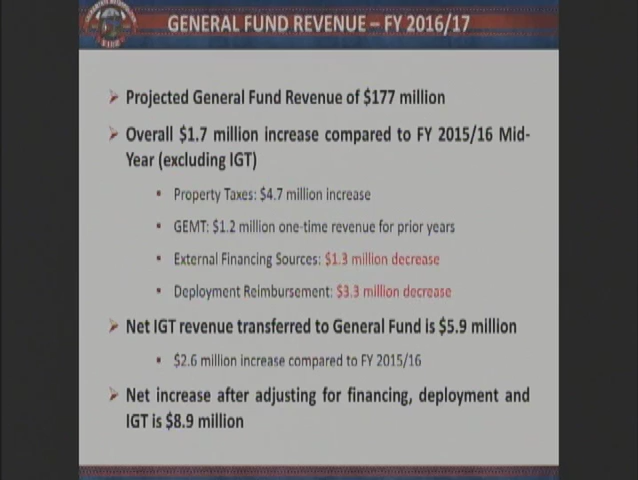 GENERAL FUND REVENUE – FY 2016/17
Projected General Fund Revenue of $177 million
Overall $1.7 million increase compared to FY 2015/16 Mid-
Year (excluding IGT)
Property Taxes: $4.7 million increase
GEMT: $1.2 million one-time revenue for prior years
External Financing Sources: $1.3 million decrease
Deployment Reimbursement: $3.3 million decrease
Net IGT revenue transferred to General Fund is $5.9 million
$2.6 million increase compared to FY 2015/16
Net increase after adjusting for financing, deployment and
IGT is $8.9 million